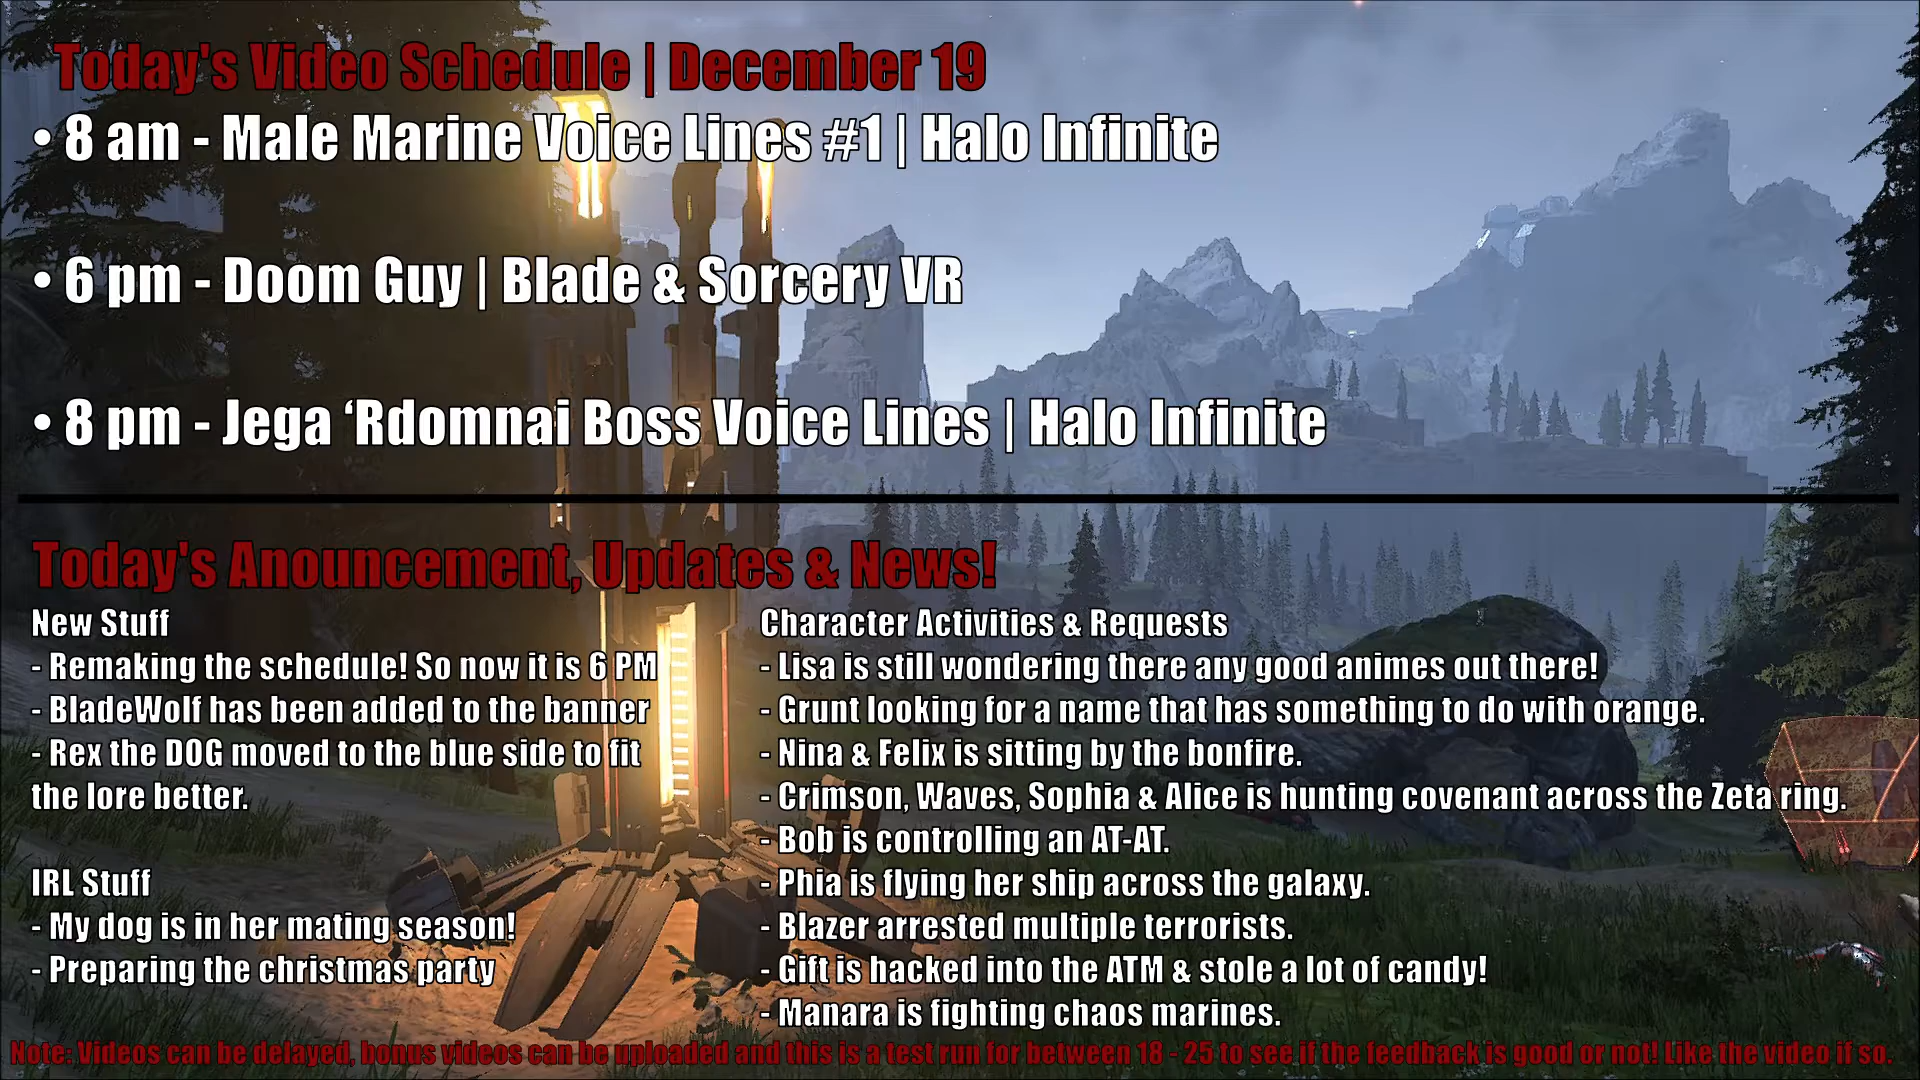 Today's Video Schedule | December 19
• 8 am - Male Marine Voice Lines #1 | Halo Infinite
• 6 pm - Doom Guy | Blade & Sorcery VR
• 8 pm - Jega ‘Rdomnai Boss Voice Lines | Halo Infinite
Today's Anouncement, Updates & News!
New Stuff
- Remaking the schedule! So now it is 6 PM
- BladeWolf has been added to the banner
- Rex the DOG moved to the blue side to fit
the lore better.
IRL Stuff
- My dog is in her mating season!
- Preparing the christmas party
Character Activities & Requests
- Lisa is still wondering there any good animes out there!
- Grunt looking for a name that has something to do with orange.
- Nina & Felix is sitting by the bonfire.
- Crimson, Waves, Sophia & Alice is hunting covenant across the Zeta ring.
- Bob is controlling an AT-AT.
- Phia is flying her ship across the galaxy.
- Blazer arrested multiple terrorists.
- Gift is hacked into the ATM & stole a lot of candy!
- Manara is fighting chaos marines.
Note: Videos can be delayed, bonus videos can be uploaded and this is a test run for between 18 - 25 to see if the feedback is good or not! Like the video if so.